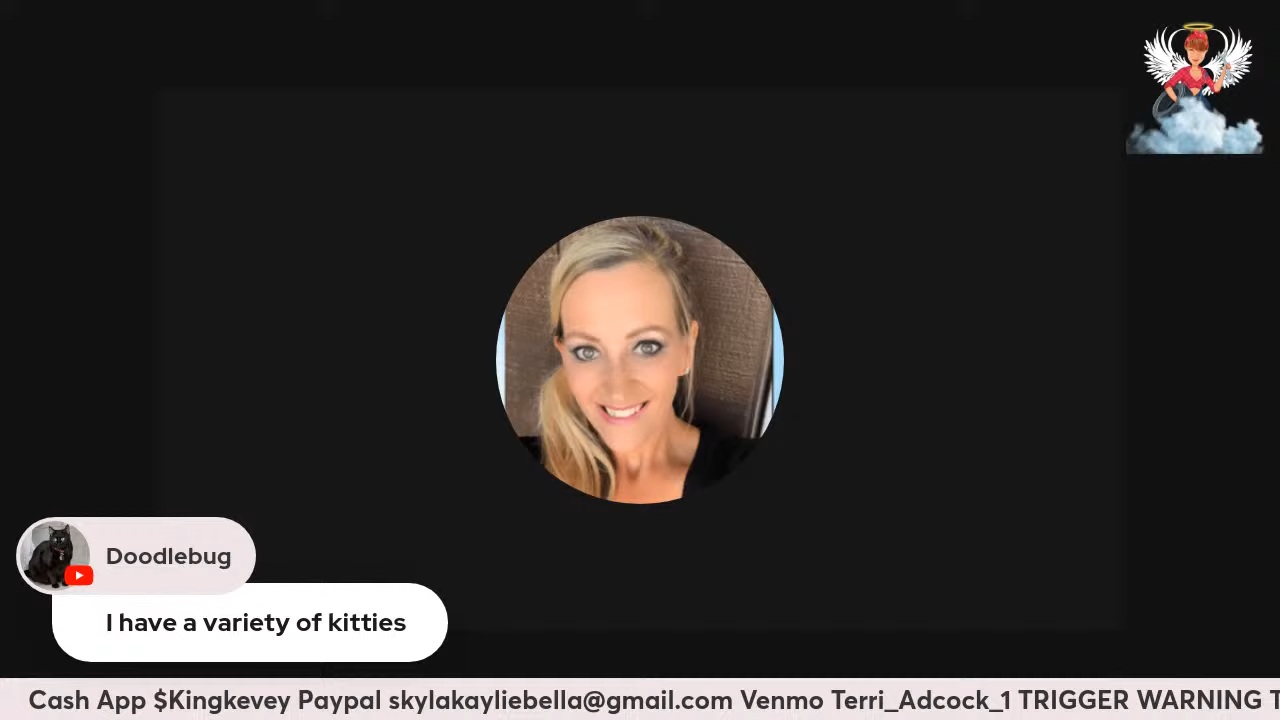 Doodlebug
I have a variety of kitties
Cash App $Kingkevey Paypal skylakayliebella@gmail.com Venmo Terri_Adcock_1 TRIGGER WARNING T